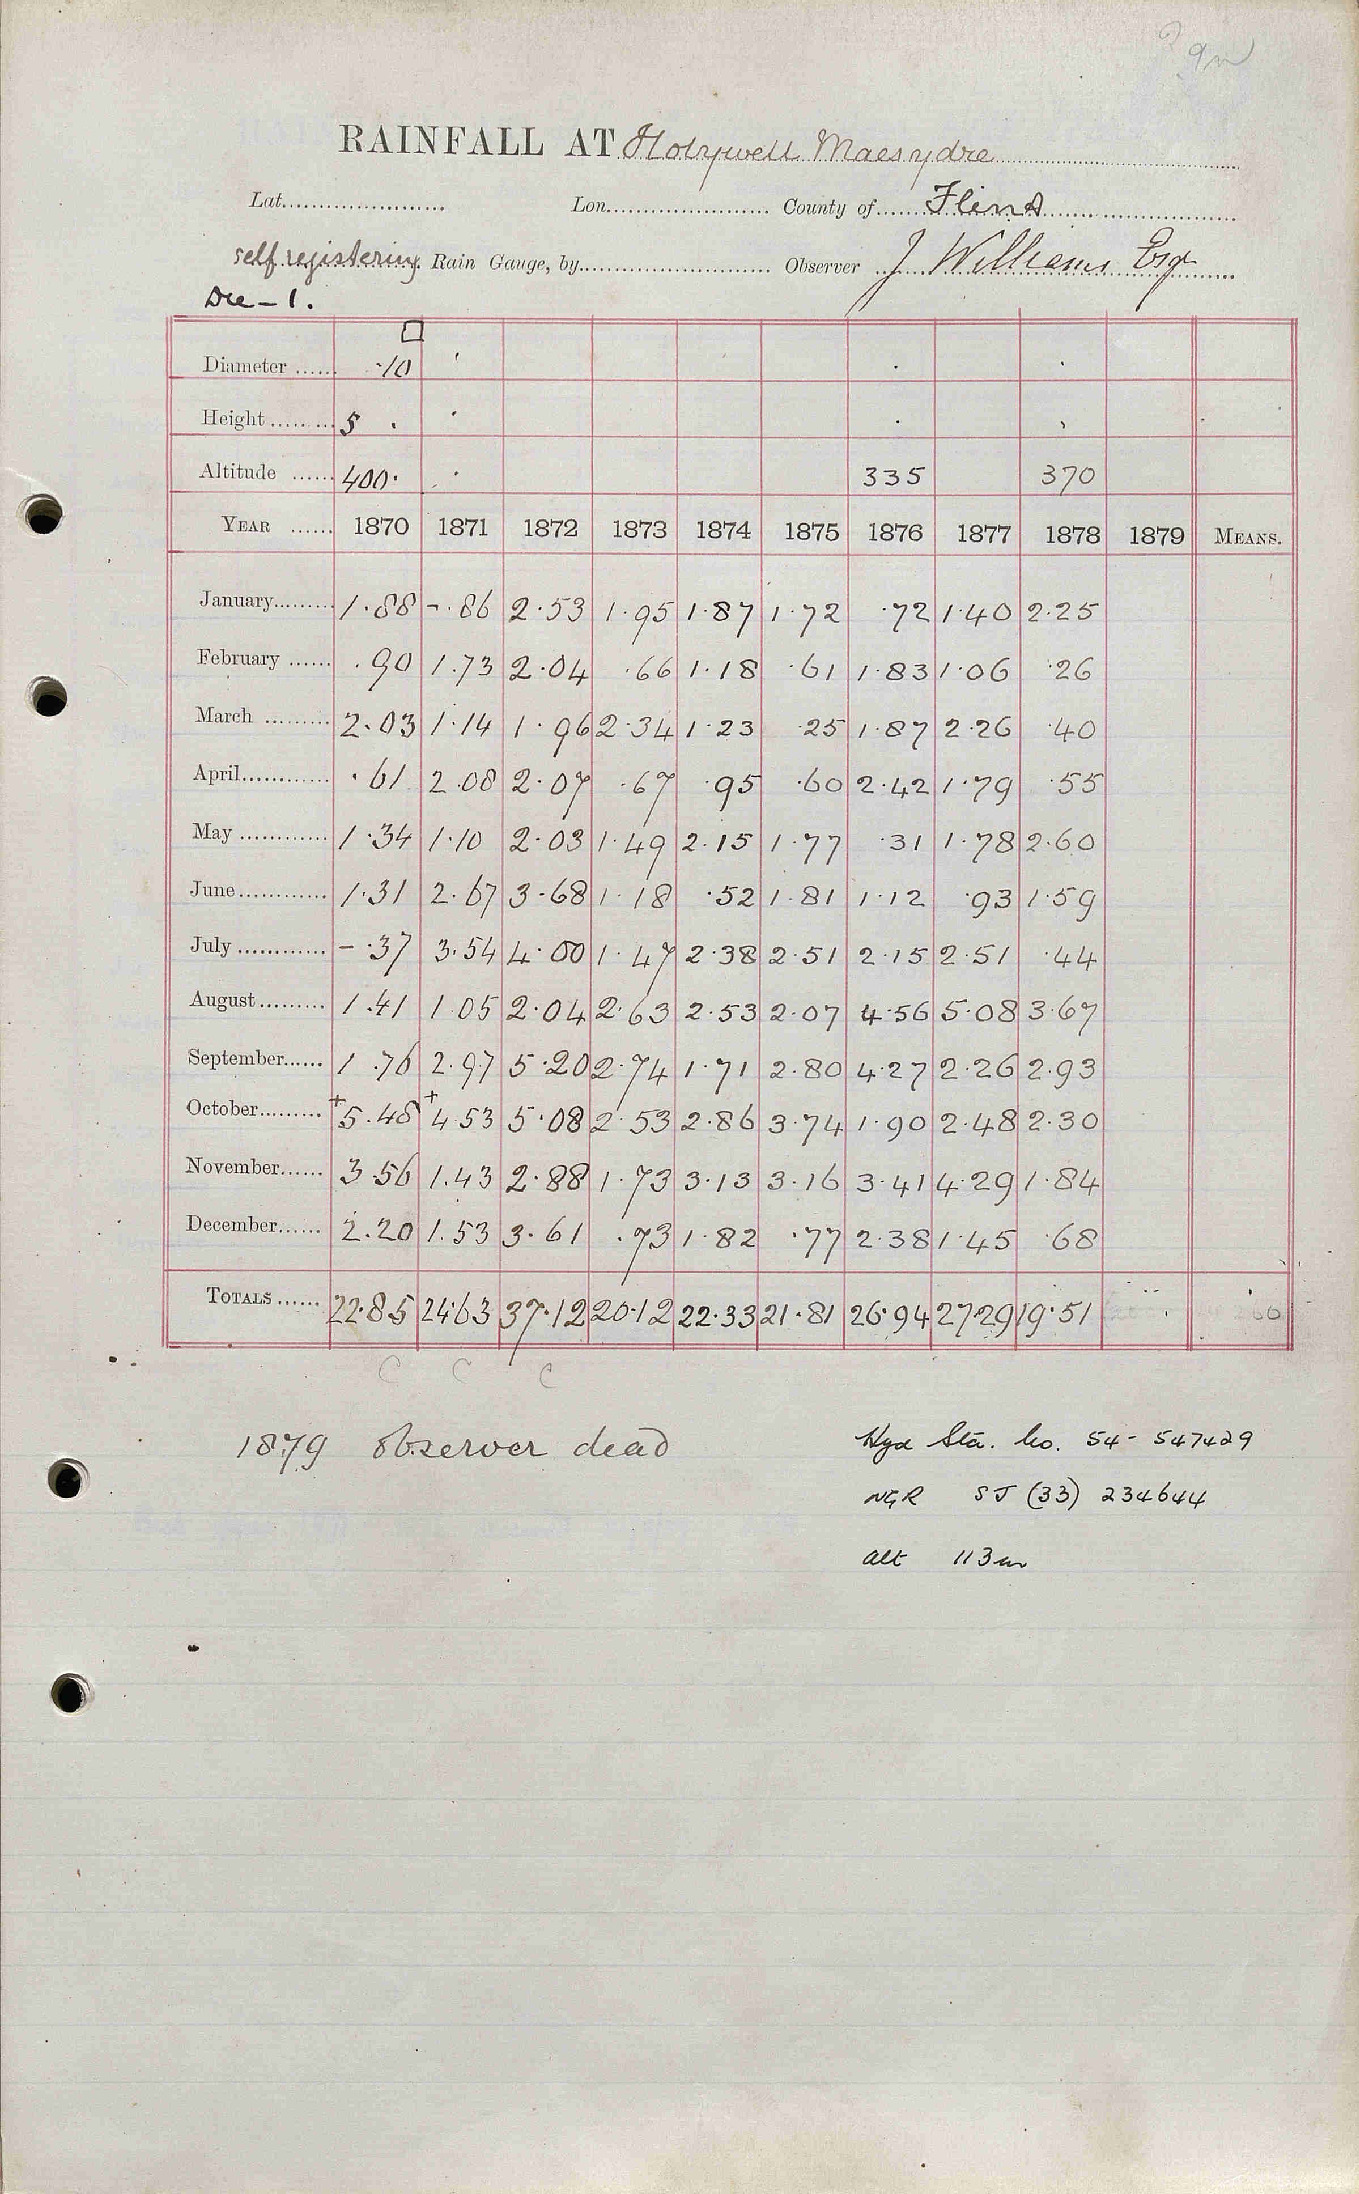 RAINFALL AT Holywell Maesydre
Lat. Lon. County of Flint
self registering Rain Gauge, by Observer J Williams Esq
Dec - 1.
Diameter 10
Height 5
Altitude 400 335 370
YEAR 1870 1871 1872 1873 1874 1875 1876 1877 1878 1879 MEANS.
January 1.88 -.86 2.53 1.95 1.87 1.72 .72 1.40 2.25
February .90 1.73 2.04 .66 1.18 .61 1.83 1.06 .26
March 2.03 1.14 1.96 2.34 1.23 .25 1.87 2.26 .40
April .61 2.08 2.07 .67 .95 .60 2.42 1.79 .55
May 1.34 1.10 2.03 1.49 2.15 1.77 .31 1.78 2.60
June 1.31 2.67 3.68 1.18 .52 1.81 1.12 .93 1.59
July -.37 3.54 4.00 1.47 2.38 2.51 2.15 2.51 .44
August 1.41 1.05 2.04 2.63 2.53 2.07 4.56 5.08 3.67
September 1.76 2.97 5.20 2.74 1.71 2.80 4.27 2.26 2.93
October +5.48 +4.53 5.08 2.53 2.86 3.74 1.90 2.48 2.30
November 3.56 1.43 2.88 1.73 3.13 3.16 3.41 4.29 1.84
December 2.20 1.53 3.61 .73 1.82 .77 2.38 1.45 .68
TOTALS 22.85 24.63 37.12 20.12 22.33 21.81 26.94 27.29 19.51
C C C
1879 observer dead
Hyd Sta. No. 54 - 547429
NGR SJ (33) 234644
alt 113m